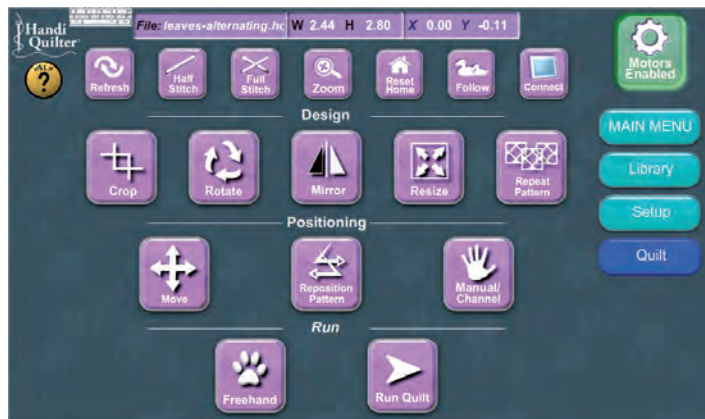 Handi
Quilter
HELP
?
File: leaves-alternating.hc W 2.44 H 2.80 X 0.00 Y -0.11
Motors
Enabled
Refresh
Half
Stitch
Full
Stitch
Zoom
Reset
Home
Follow
Connect
Design
MAIN MENU
Crop
Rotate
Mirror
Resize
Repeat
Pattern
Library
Setup
Positioning
Quilt
Move
Reposition
Pattern
Manual/
Channel
Run
Freehand
Run Quilt